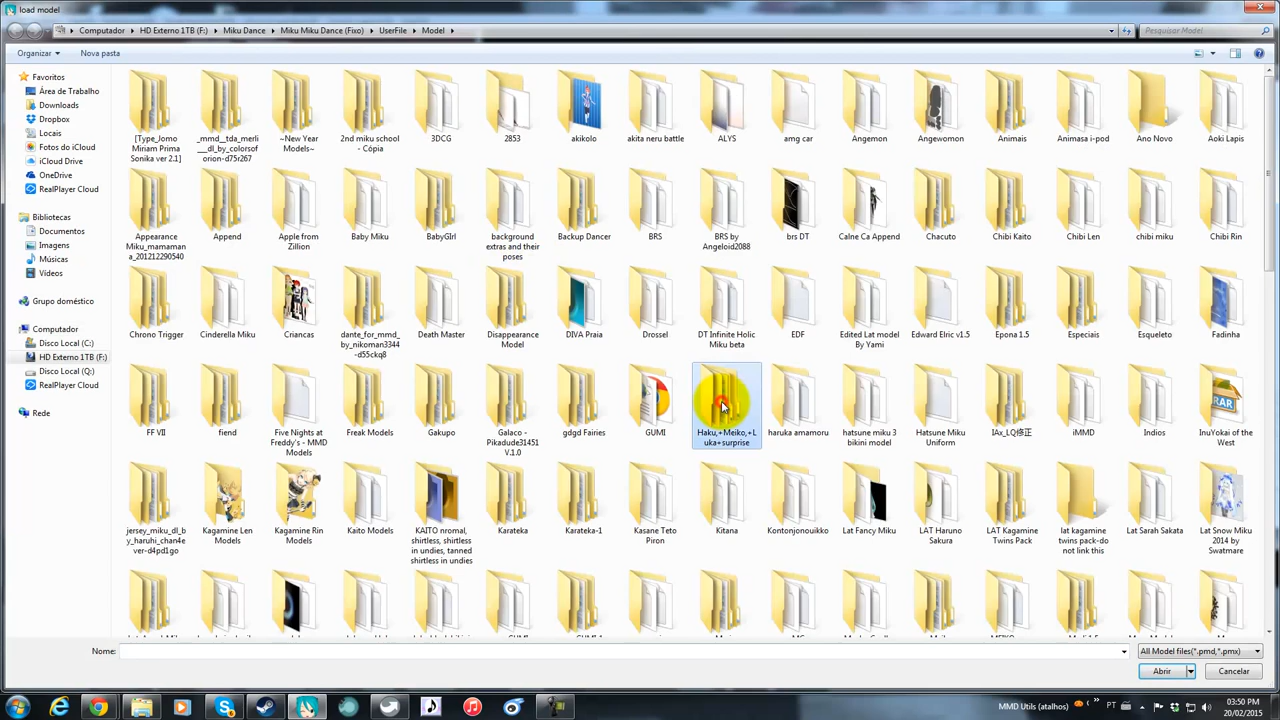 load model
Computador ▸ HD Externo 1TB (F:) ▸ Miku Dance ▸ Miku Miku Dance (Fixo) ▸ UserFile ▸ Model ▸
Pesquisar Model
Organizar
Nova pasta
Favoritos
Área de Trabalho
Downloads
Dropbox
Locais
Fotos do iCloud
iCloud Drive
OneDrive
RealPlayer Cloud
Bibliotecas
Documentos
Imagens
Músicas
Vídeos
Grupo doméstico
Computador
Disco Local (C:)
HD Externo 1TB (F:)
Disco Local (Q:)
RealPlayer Cloud
Rede
[Type_Jomo
Miriam Prima
Sonika ver 2.1]
_mmd__tda_merli
___dl_by_colorsof
orion-d75r267
~New Year
Models~
2nd miku school
- Cópia
3DCG
2853
akikolo
akita neru battle
ALYS
amg car
Angemon
Angewomon
Animais
Animasa i-pod
Ano Novo
Aoki Lapis
Appearance
Miku_mamaman
a_201212290540
Append
Apple from
Zillion
Baby Miku
BabyGIrl
background
extras and their
poses
Backup Dancer
BRS
BRS by
Angeloid2088
brs DT
Calne Ca Append
Chacuto
Chibi Kaito
Chibi Len
chibi miku
Chibi Rin
Chrono Trigger
Cinderella Miku
Criancas
dante_for_mmd_
by_nikoman3344
-d55ckq8
Death Master
Disappearance
Model
DIVA Praia
Drossel
DT Infinite Holic
Miku beta
EDF
Edited Lat model
By Yami
Edward Elric v1.5
Epona 1.5
Especiais
Esqueleto
Fadinha
FF VII
fiend
Five Nights at
Freddy's - MMD
Models
Freak Models
Gakupo
Galaco -
Pikadude31451
V.1.0
gdgd Fairies
GUMI
Haku,+Meiko,+L
uka+surprise
haruka amamoru
hatsune miku 3
bikini model
Hatsune Miku
Uniform
IAx_LQ修正
iMMD
Indios
InuYokai of the
West
jersey_miku_dl_b
y_haruhi_chan4e
ver-d4pd1go
Kagamine Len
Models
Kagamine Rin
Models
Kaito Models
KAITO nromal,
shirtless, shirtless
in undies, tanned
shirtless in undies
Karateka
Karateka-1
Kasane Teto
Piron
Kitana
Kontonjonouikko
Lat Fancy Miku
LAT Haruno
Sakura
LAT Kagamine
Twins Pack
lat kagamine
twins pack-do
not link this
Lat Sarah Sakata
Lat Snow Miku
2014 by
Swatmare
Nome:
All Model files(*.pmd,*.pmx)
Abrir
Cancelar
MMD Utils (atalhos)
PT
03:50 PM
20/02/2015